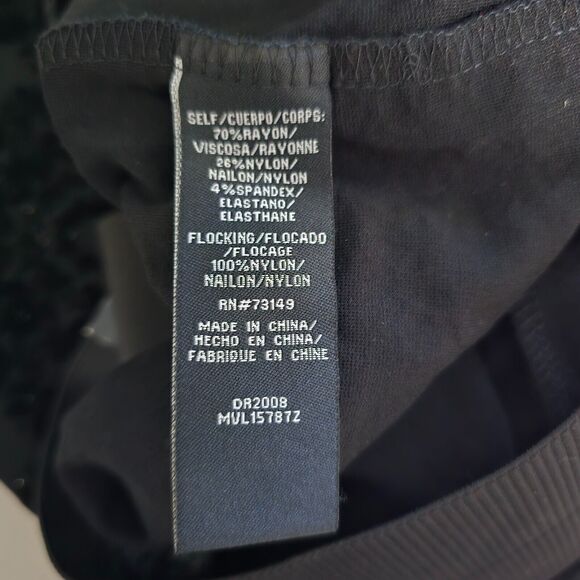 SELF/CUERPO/CORPS:
70%RAYON/
VISCOSA/RAYONNE
26%NYLON/
NAILON/NYLON
4%SPANDEX/
ELASTANO/
ELASTHANE
FLOCKING/FLOCADO
/FLOCAGE
100%NYLON/
NAILON/NYLON
RN#73149
MADE IN CHINA/
HECHO EN CHINA/
FABRIQUE EN CHINE
DR2008
MVL15787Z